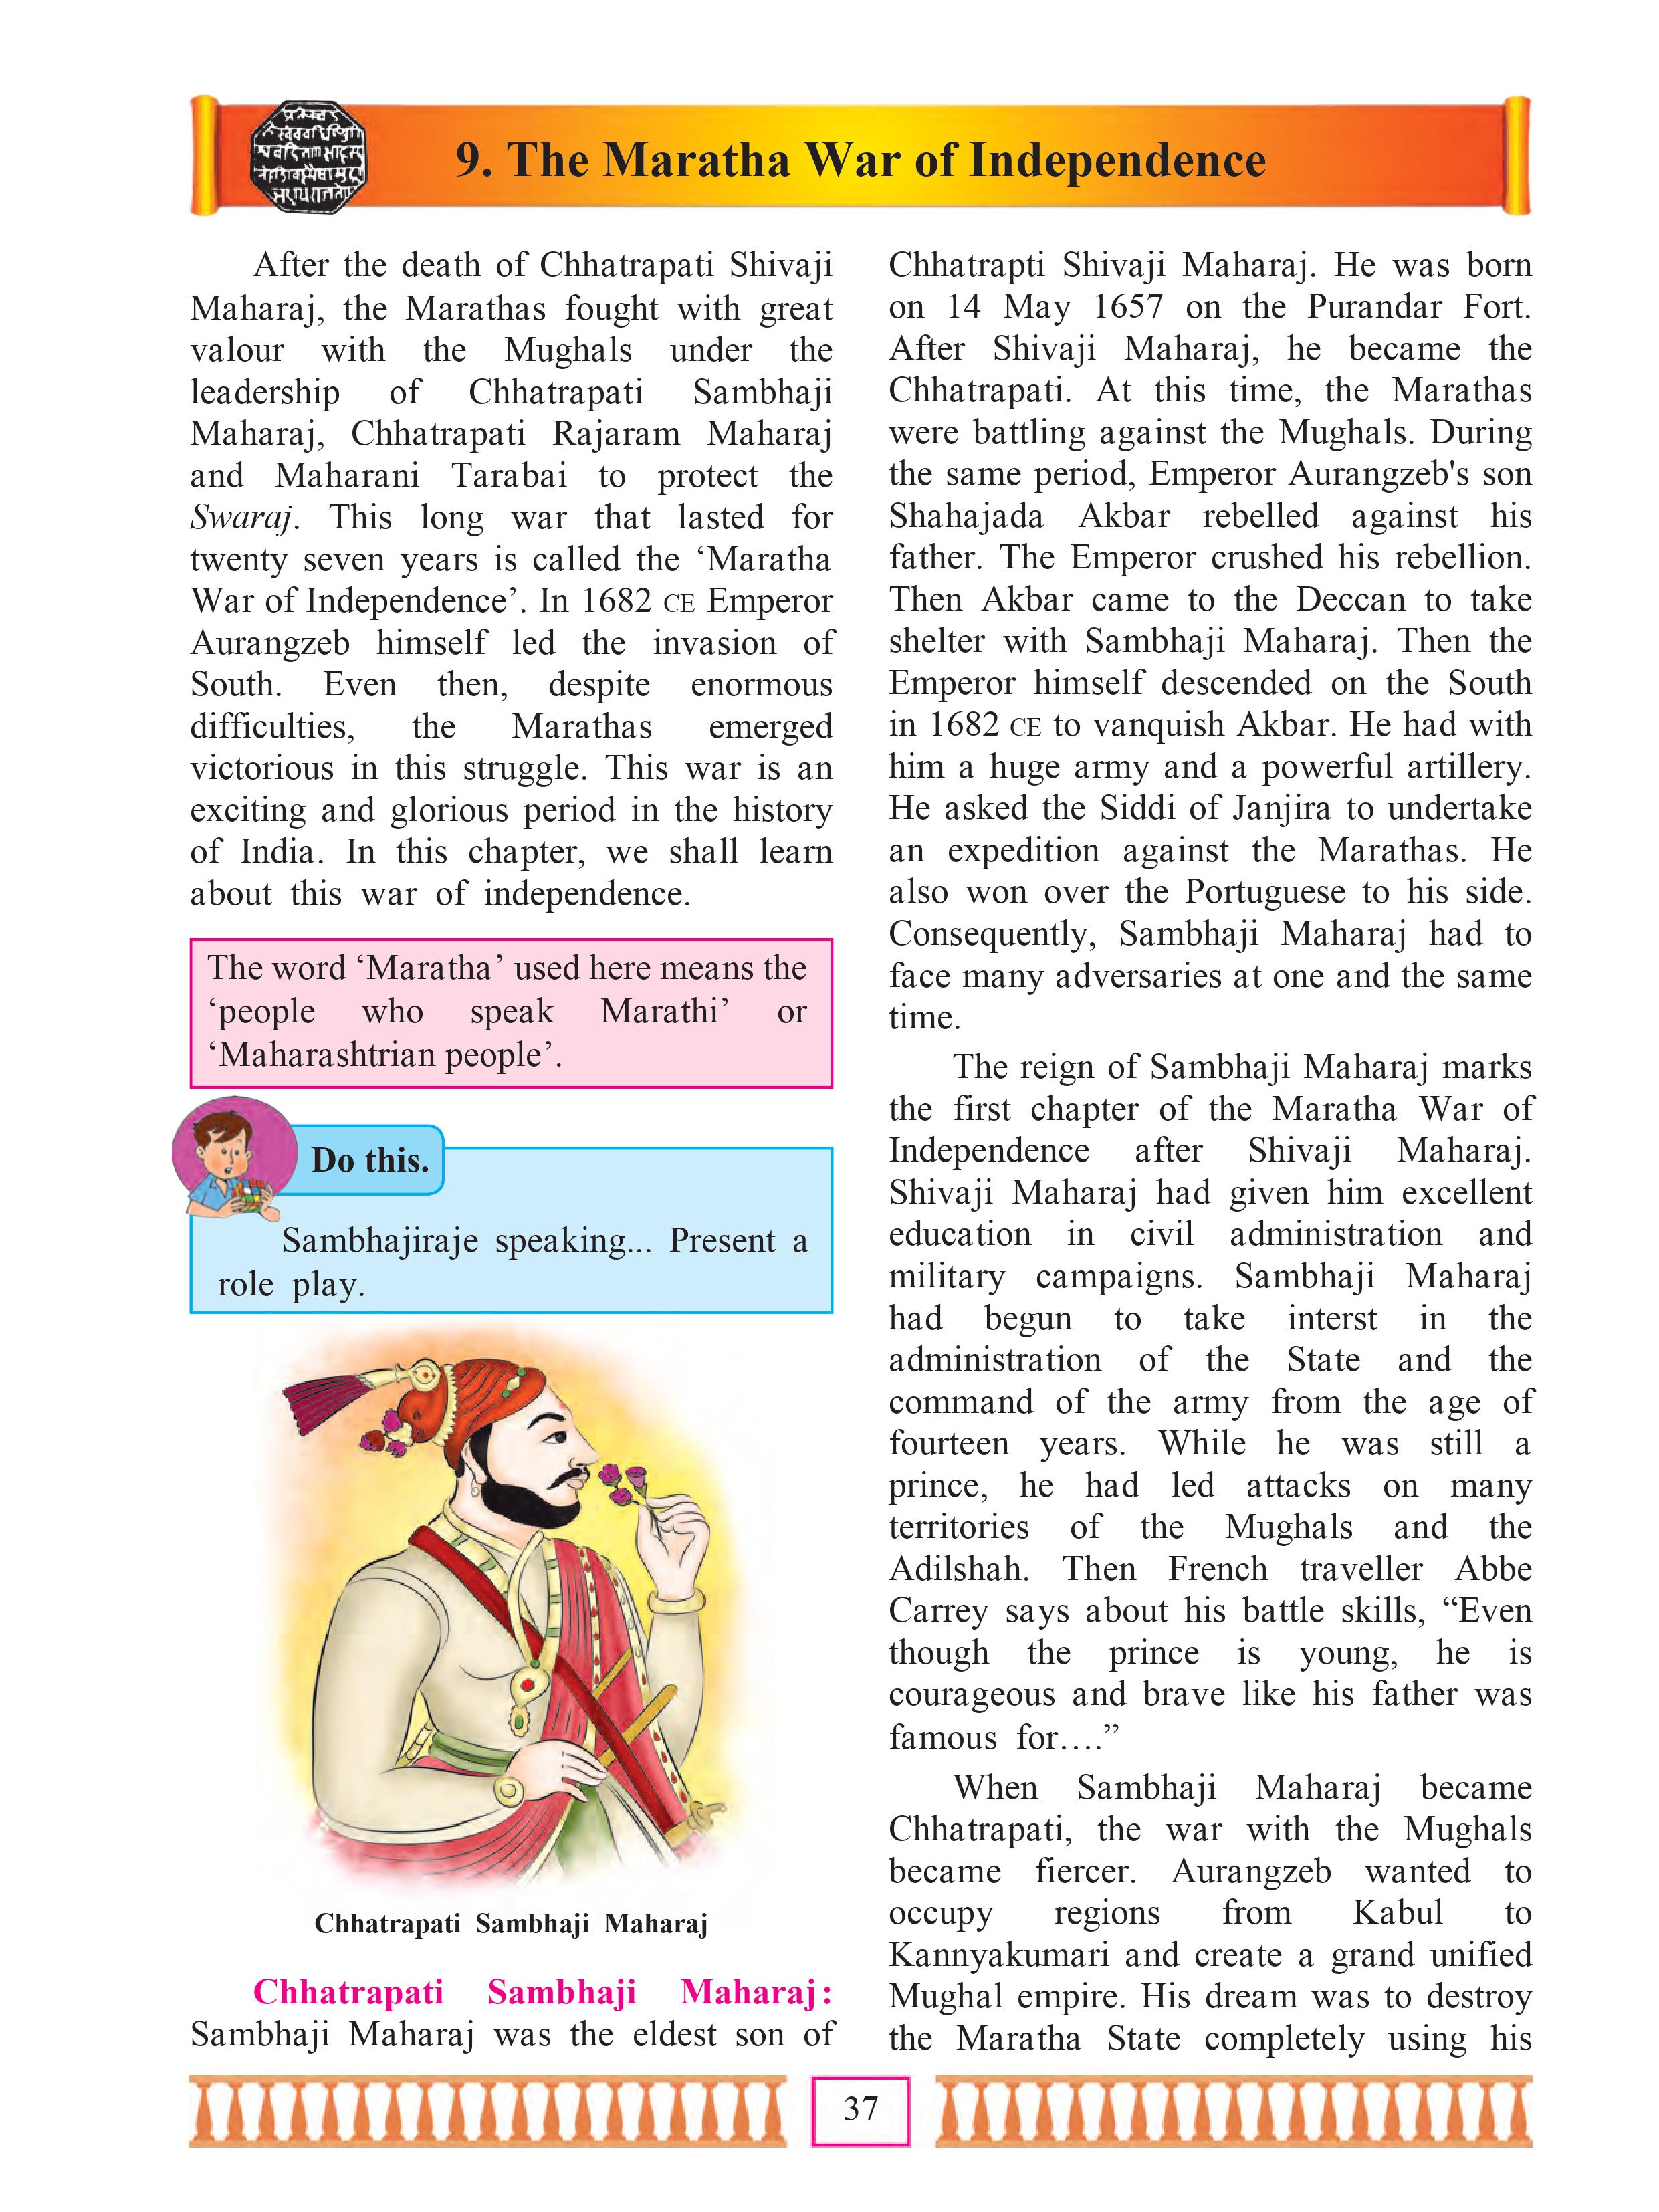 9. The Maratha War of Independence
After the death of Chhatrapati Shivaji
Maharaj, the Marathas fought with great
valour with the Mughals under the
leadership of Chhatrapati Sambhaji
Maharaj, Chhatrapati Rajaram Maharaj
and Maharani Tarabai to protect the
Swaraj. This long war that lasted for
twenty seven years is called the ‘Maratha
War of Independence’. In 1682 CE Emperor
Aurangzeb himself led the invasion of
South. Even then, despite enormous
difficulties, the Marathas emerged
victorious in this struggle. This war is an
exciting and glorious period in the history
of India. In this chapter, we shall learn
about this war of independence.
The word ‘Maratha’ used here means the
‘people who speak Marathi’ or
‘Maharashtrian people’.
Do this.
Sambhajiraje speaking... Present a
role play.
Chhatrapati Sambhaji Maharaj
Chhatrapati Sambhaji Maharaj:
Sambhaji Maharaj was the eldest son of
Chhatrapti Shivaji Maharaj. He was born
on 14 May 1657 on the Purandar Fort.
After Shivaji Maharaj, he became the
Chhatrapati. At this time, the Marathas
were battling against the Mughals. During
the same period, Emperor Aurangzeb's son
Shahajada Akbar rebelled against his
father. The Emperor crushed his rebellion.
Then Akbar came to the Deccan to take
shelter with Sambhaji Maharaj. Then the
Emperor himself descended on the South
in 1682 CE to vanquish Akbar. He had with
him a huge army and a powerful artillery.
He asked the Siddi of Janjira to undertake
an expedition against the Marathas. He
also won over the Portuguese to his side.
Consequently, Sambhaji Maharaj had to
face many adversaries at one and the same
time.
The reign of Sambhaji Maharaj marks
the first chapter of the Maratha War of
Independence after Shivaji Maharaj.
Shivaji Maharaj had given him excellent
education in civil administration and
military campaigns. Sambhaji Maharaj
had begun to take interst in the
administration of the State and the
command of the army from the age of
fourteen years. While he was still a
prince, he had led attacks on many
territories of the Mughals and the
Adilshah. Then French traveller Abbe
Carrey says about his battle skills, “Even
though the prince is young, he is
courageous and brave like his father was
famous for....”
When Sambhaji Maharaj became
Chhatrapati, the war with the Mughals
became fiercer. Aurangzeb wanted to
occupy regions from Kabul to
Kannyakumari and create a grand unified
Mughal empire. His dream was to destroy
the Maratha State completely using his
37